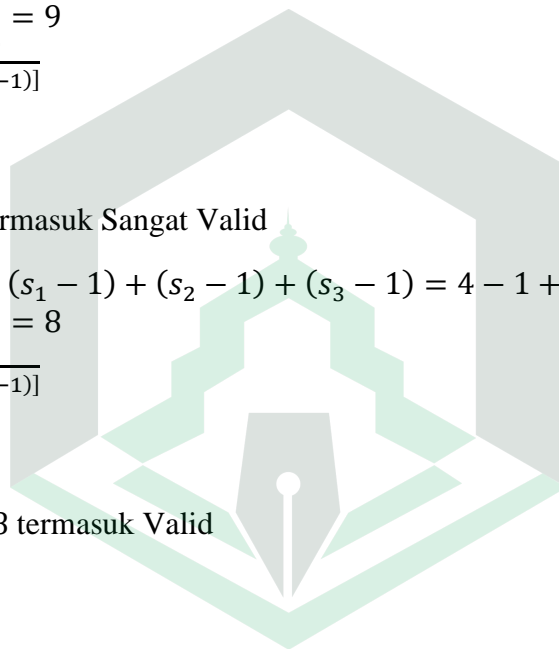 = 9
−1)]
rmasuk Sangat Valid
(𝑠₁ − 1) + (𝑠₂ − 1) + (𝑠₃ − 1) = 4 − 1 +
= 8
−1)]
3 termasuk Valid